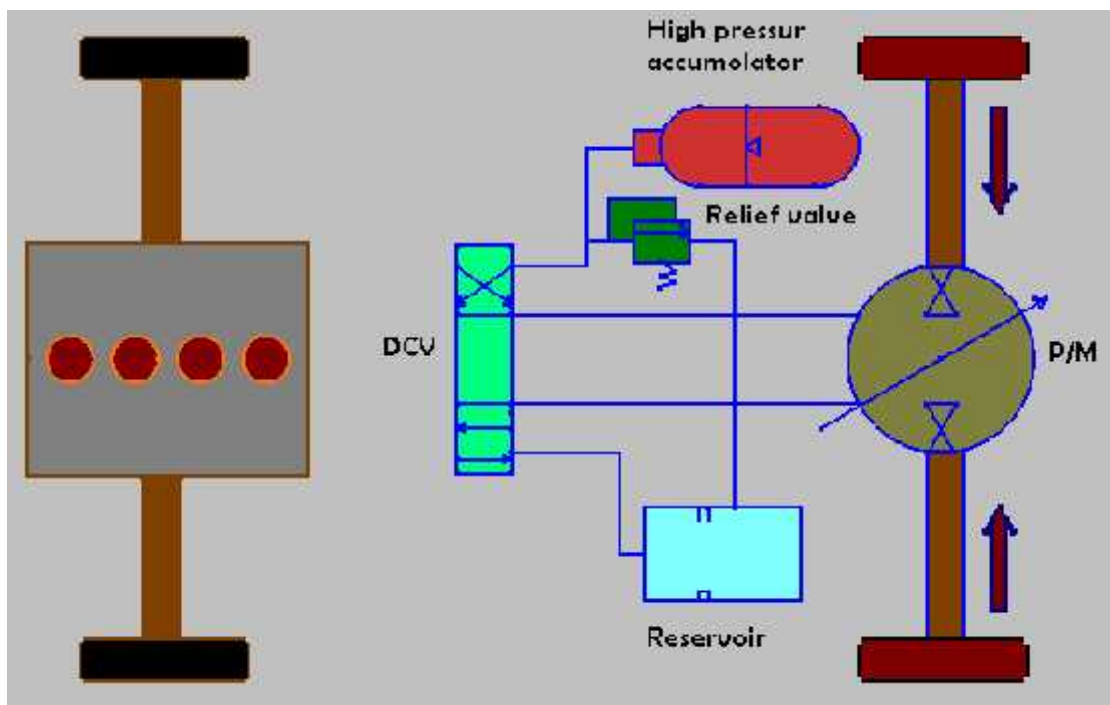 High pressur
accumolator
Relief value
DCV
P/M
Reservoir